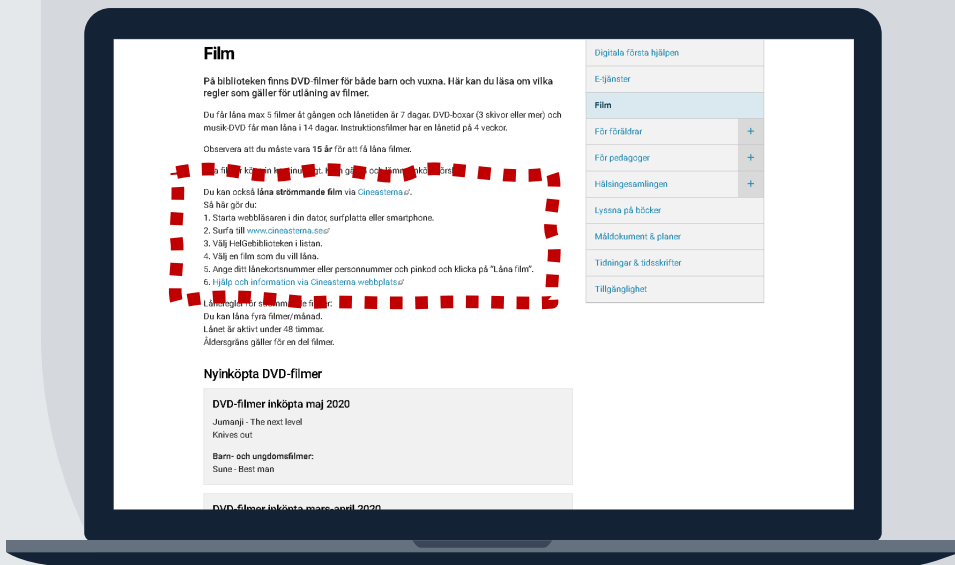 Film
På biblioteken finns DVD-filmer för både barn och vuxna. Här kan du läsa om vilka
regler som gäller för utlåning av filmer.
Du får låna max 5 filmer åt gången och lånetiden är 7 dagar. DVD-boxar (3 skivor eller mer) och
musik-DVD får man låna i 14 dagar. Instruktionsfilmer har en lånetid på 4 veckor.
Observera att du måste vara 15 år för att få låna filmer.
Du kan också låna strömmande film via Cineasterna.
Så här gör du:
1. Starta webbläsaren i din dator, surfplatta eller smartphone.
2. Surfa till www.cineasterna.se
3. Välj HelGebiblioteken i listan.
4. Välj en film som du vill låna.
5. Ange ditt lånekortsnummer eller personnummer och pinkod och klicka på "Låna film".
6. Hjälp och information via Cineasterna webbplats
för
Du kan låna fyra filmer/månad.
Lånet är aktivt under 48 timmar.
Åldersgräns gäller för en del filmer.
Nyinköpta DVD-filmer
DVD-filmer inköpta maj 2020
Jumanji - The next level
Knives out
Barn- och ungdomsfilmer:
Sune - Best man
DVD-filmer inköpta mars-april 2020
Digitala första hjälpen
E-tjänster
Film
För föräldrar +
För pedagoger +
Hälsingesamlingen +
Lyssna på böcker
Måldokument & planer
Tidningar & tidsskrifter
Tillgänglighet